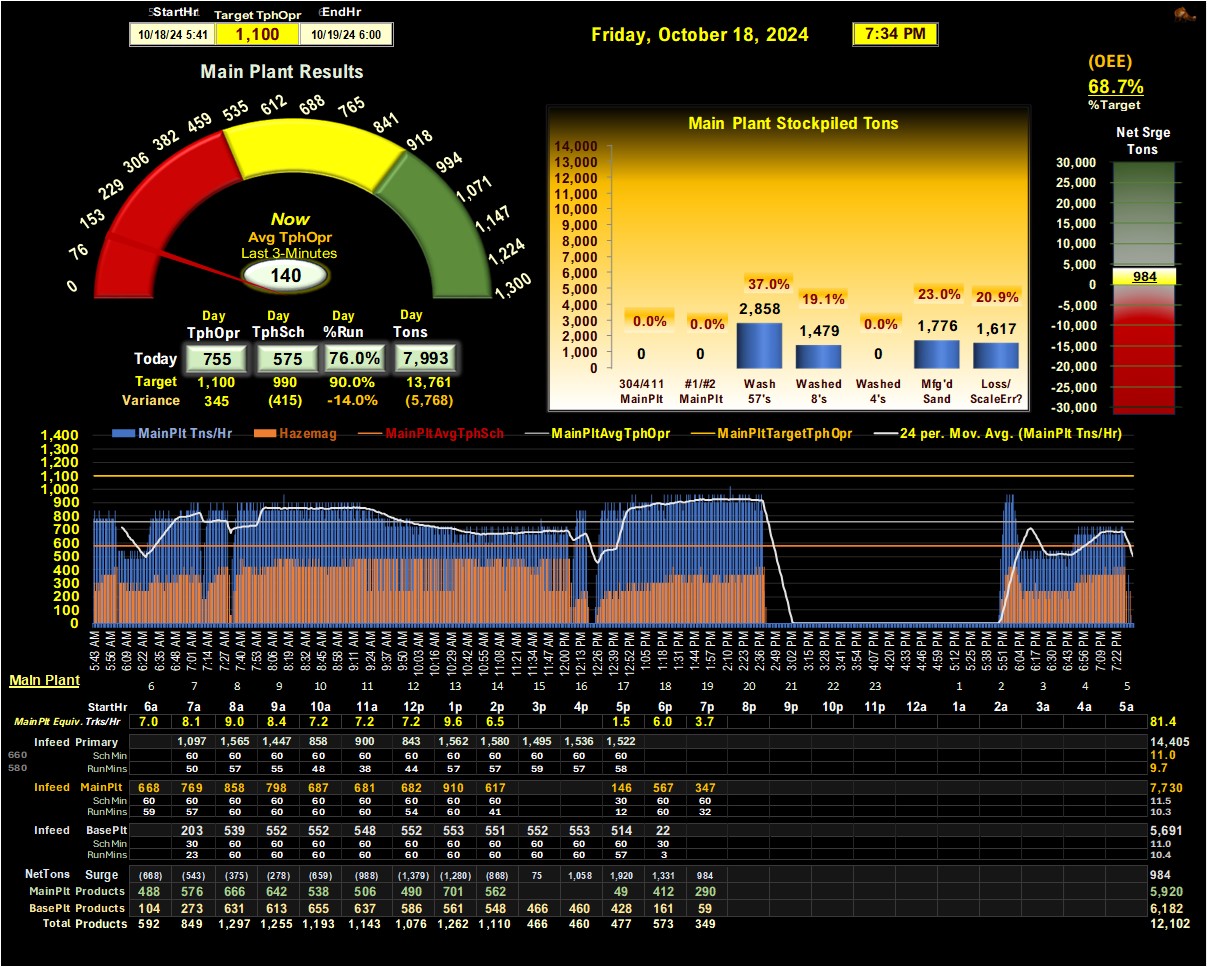 StartHr Target TphOpr EndHr
10/18/24 5:41 1,100 10/19/24 6:00
Friday, October 18, 2024
7:34 PM
(OEE)
68.7%
%Target
Main Plant Results
0 76 153 229 306 382 459 535 612 688 765 841 918 994 1,071 1,147 1,224 1,300
Now
Avg TphOpr
Last 3-Minutes
140
Day Day Day Day
TphOpr TphSch %Run Tons
Today 755 575 76.0% 7,993
Target 1,100 990 90.0% 13,761
Variance 345 (415) -14.0% (5,768)
Main Plant Stockpiled Tons
14,000
13,000
12,000
11,000
10,000
9,000
8,000
7,000
6,000
5,000
4,000
3,000
2,000
1,000
0
0.0% 0.0% 37.0% 19.1% 0.0% 23.0% 20.9%
0 0 2,858 1,479 0 1,776 1,617
304/411 #1/#2 Wash Washed Washed Mfg'd Loss/
MainPlt MainPlt 57's 8's 4's Sand ScaleErr?
Net Srge
Tons
30,000
25,000
20,000
15,000
10,000
5,000
984
0
-5,000
-10,000
-15,000
-20,000
-25,000
-30,000
MainPlt Tns/Hr Hazemag MainPltAvgTphSch MainPltAvgTphOpr MainPltTargetTphOpr 24 per. Mov. Avg. (MainPlt Tns/Hr)
1,400
1,300
1,200
1,100
1,000
900
800
700
600
500
400
300
200
100
0
5:43 AM 5:56 AM 6:09 AM 6:22 AM 6:35 AM 6:48 AM 7:01 AM 7:14 AM 7:27 AM 7:40 AM 7:53 AM 8:06 AM 8:19 AM 8:32 AM 8:45 AM 8:58 AM 9:11 AM 9:24 AM 9:37 AM 9:50 AM 10:03 AM 10:16 AM 10:29 AM 10:42 AM 10:55 AM 11:08 AM 11:21 AM 11:34 AM 11:47 AM 12:00 PM 12:13 PM 12:26 PM 12:39 PM 12:52 PM 1:05 PM 1:18 PM 1:31 PM 1:44 PM 1:57 PM 2:10 PM 2:23 PM 2:36 PM 2:49 PM 3:02 PM 3:15 PM 3:28 PM 3:41 PM 3:54 PM 4:07 PM 4:20 PM 4:33 PM 4:46 PM 4:59 PM 5:12 PM 5:25 PM 5:38 PM 5:51 PM 6:04 PM 6:17 PM 6:30 PM 6:43 PM 6:56 PM 7:09 PM 7:22 PM
Main Plant
6 7 8 9 10 11 12 13 14 15 16 17 18 19 20 21 22 23 1 2 3 4 5
StartHr 6a 7a 8a 9a 10a 11a 12p 1p 2p 3p 4p 5p 6p 7p 8p 9p 10p 11p 12a 1a 2a 3a 4a 5a
MainPlt Equiv. Trks/Hr 7.0 8.1 9.0 8.4 7.2 7.2 7.2 9.6 6.5 1.5 6.0 3.7 81.4
Infeed Primary 1,097 1,565 1,447 858 900 843 1,562 1,580 1,495 1,536 1,522 14,405
660 SchMin 60 60 60 60 60 60 60 60 60 60 60 11.0
580 RunMins 50 57 55 48 38 44 57 57 59 57 58 9.7
Infeed MainPlt 668 769 858 798 687 681 682 910 617 146 567 347 7,730
SchMin 60 60 60 60 60 60 60 60 60 30 60 60 11.5
RunMins 59 57 60 60 60 60 54 60 41 12 60 32 10.3
Infeed BasePlt 203 539 552 552 548 552 553 551 552 553 514 22 5,691
SchMin 30 60 60 60 60 60 60 60 60 60 60 30 11.0
RunMins 23 60 60 60 60 60 60 60 60 60 57 3 10.4
NetTons Surge (668) (543) (375) (278) (659) (988) (1,379) (1,280) (868) 75 1,058 1,920 1,331 984 984
MainPlt Products 488 576 666 642 538 506 490 701 562 49 412 290 5,920
BasePlt Products 104 273 631 613 655 637 586 561 548 466 460 428 161 59 6,182
Total Products 592 849 1,297 1,255 1,193 1,143 1,076 1,262 1,110 466 460 477 573 349 12,102